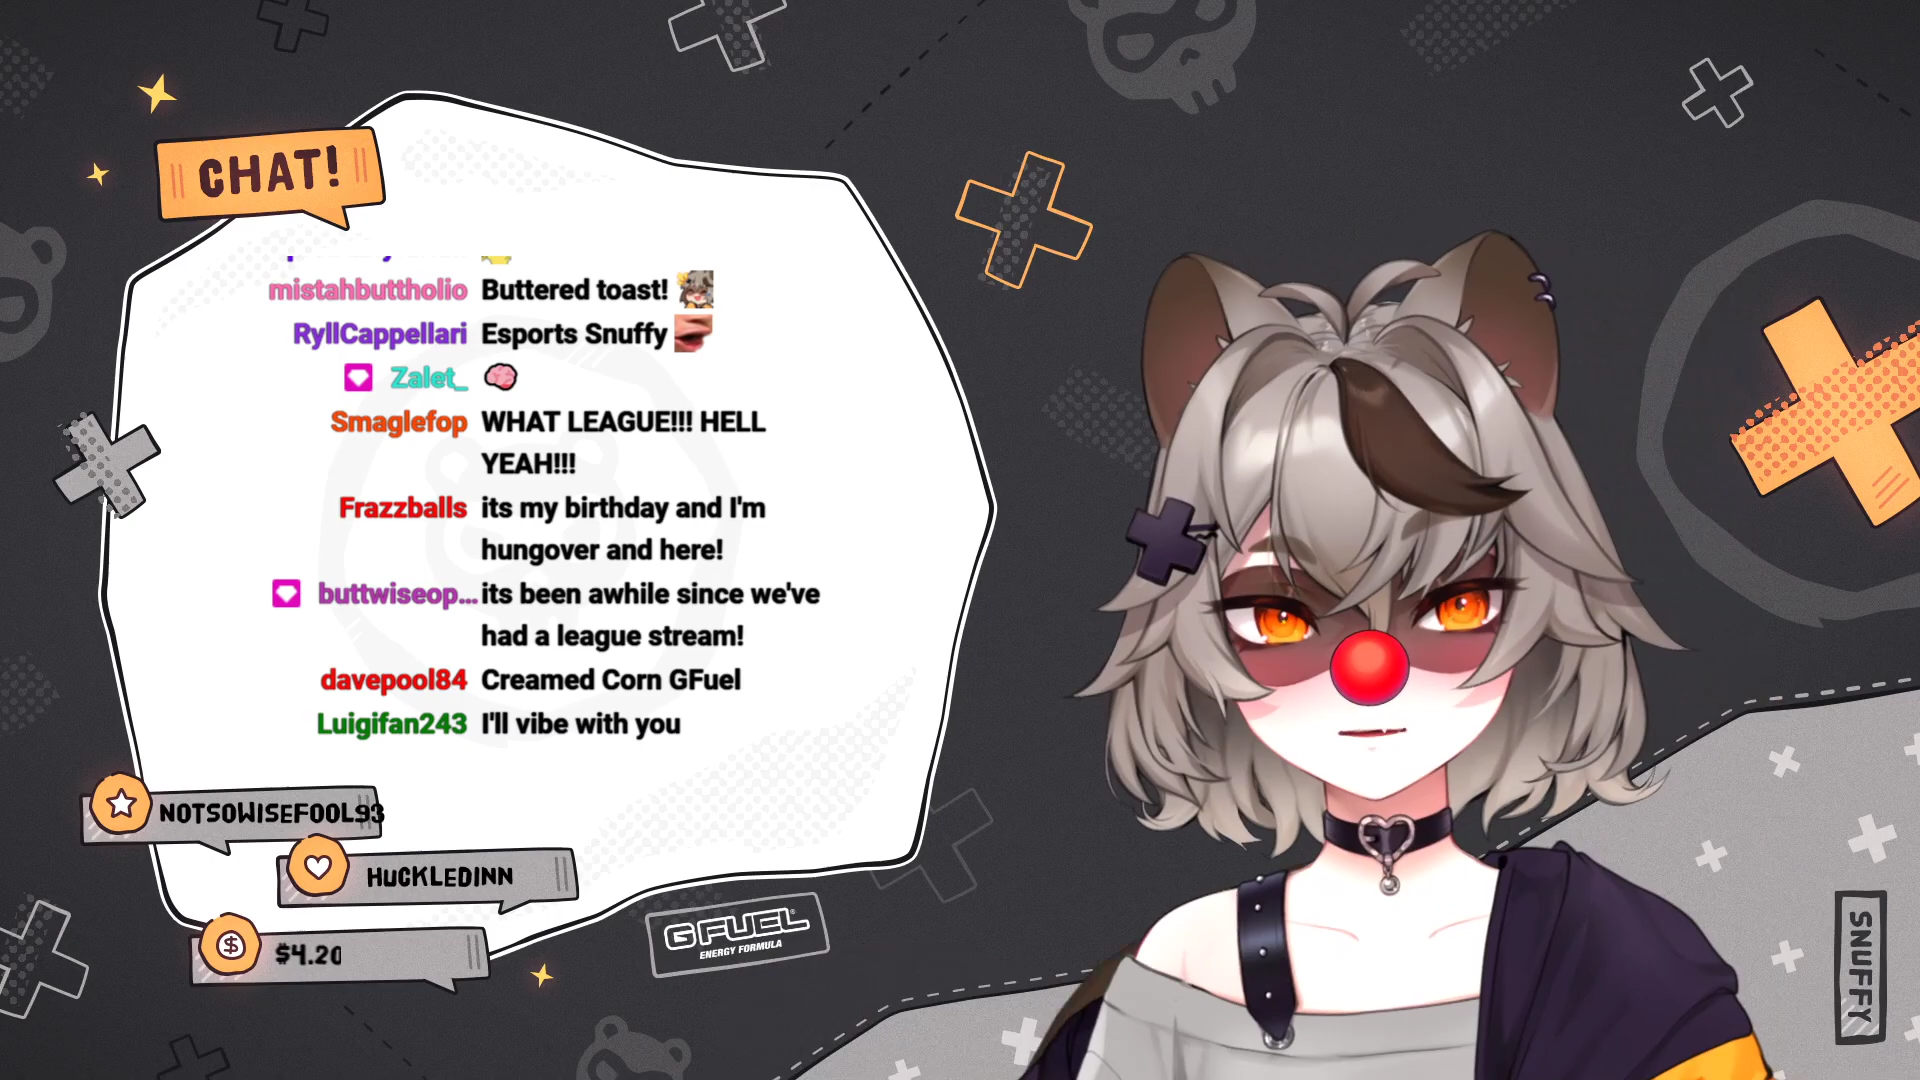 CHAT!
mistahbuttholio Buttered toast!
RyllCappellari Esports Snuffy
Zalet_
Smaglefop WHAT LEAGUE!!! HELL
YEAH!!!
Frazzballs its my birthday and I'm
hungover and here!
buttwiseop... its been awhile since we've
had a league stream!
davepool84 Creamed Corn GFuel
Luigifan243 I'll vibe with you
NOTSOWISEFOOL93
HUCKLEDINN
$4.20
G FUEL®
ENERGY FORMULA
SNUFFY